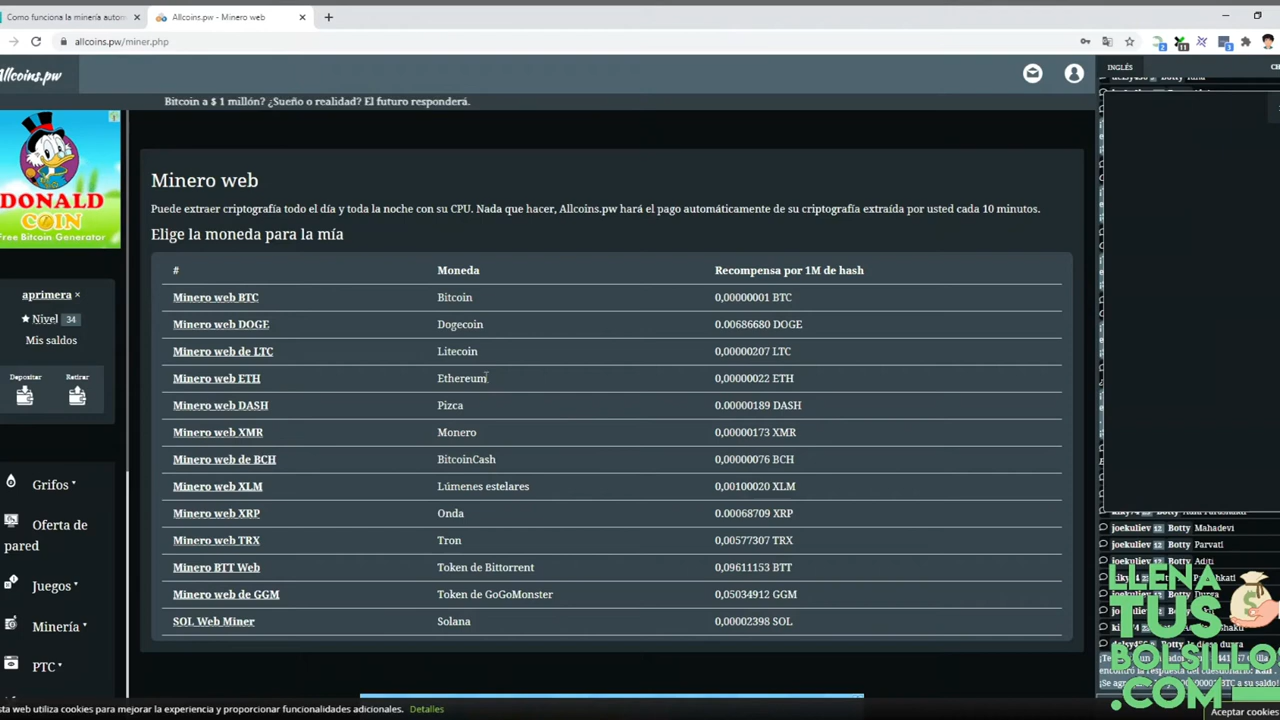 Como funciona la minería autom
Allcoins.pw - Minero web
allcoins.pw/miner.php
Allcoins.pw
INGLÉS
Bitcoin a $ 1 millón? ¿Sueño o realidad? El futuro responderá.
DONALD
COIN
Free Bitcoin Generator
aprimera ×
Nivel 34
Mis saldos
Depositar Retirar
Grifos
Oferta de
pared
Juegos
Minería
PTC
Minero web
Puede extraer criptografía todo el día y toda la noche con su CPU. Nada que hacer, Allcoins.pw hará el pago automáticamente de su criptografía extraída por usted cada 10 minutos.
Elige la moneda para la mía
# Moneda Recompensa por 1M de hash
Minero web BTC Bitcoin 0,00000001 BTC
Minero web DOGE Dogecoin 0.00686680 DOGE
Minero web de LTC Litecoin 0,00000207 LTC
Minero web ETH Ethereum 0,00000022 ETH
Minero web DASH Pizca 0.00000189 DASH
Minero web XMR Monero 0,00000173 XMR
Minero web de BCH BitcoinCash 0,00000076 BCH
Minero web XLM Lúmenes estelares 0,00100020 XLM
Minero web XRP Onda 0.00068709 XRP
Minero web TRX Tron 0,00577307 TRX
Minero BTT Web Token de Bittorrent 0,09611153 BTT
Minero web de GGM Token de GoGoMonster 0,05034912 GGM
SOL Web Miner Solana 0,00002398 SOL
joekuliev 12 Botty Mahadevi
joekuliev 12 Botty Parvati
joekuliev 12 Botty Aditi
LLENA
TUS
BOLSILLOS
.COM
sta web utiliza cookies para mejorar la experiencia y proporcionar funcionalidades adicionales. Detalles
Aceptar cookies